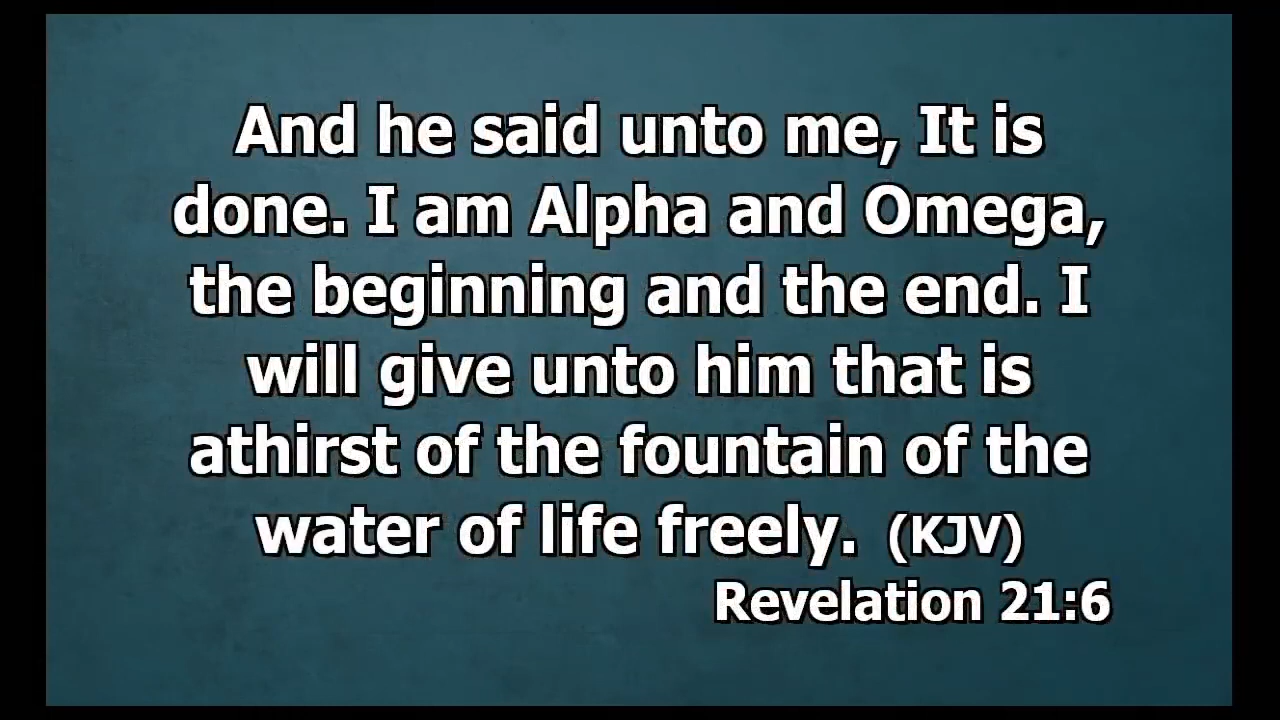 And he said unto me, It is
done. I am Alpha and Omega,
the beginning and the end. I
will give unto him that is
athirst of the fountain of the
water of life freely. (KJV)
Revelation 21:6